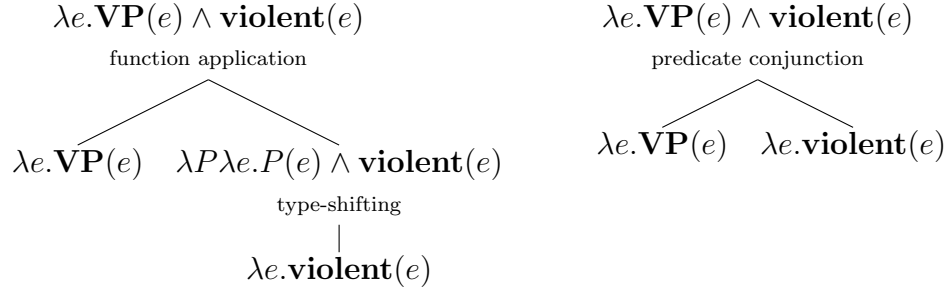 λe.VP(e) ∧ violent(e)
function application
λe.VP(e) λPλe.P(e) ∧ violent(e)
type-shifting
λe.violent(e)
λe.VP(e) ∧ violent(e)
predicate conjunction
λe.VP(e) λe.violent(e)